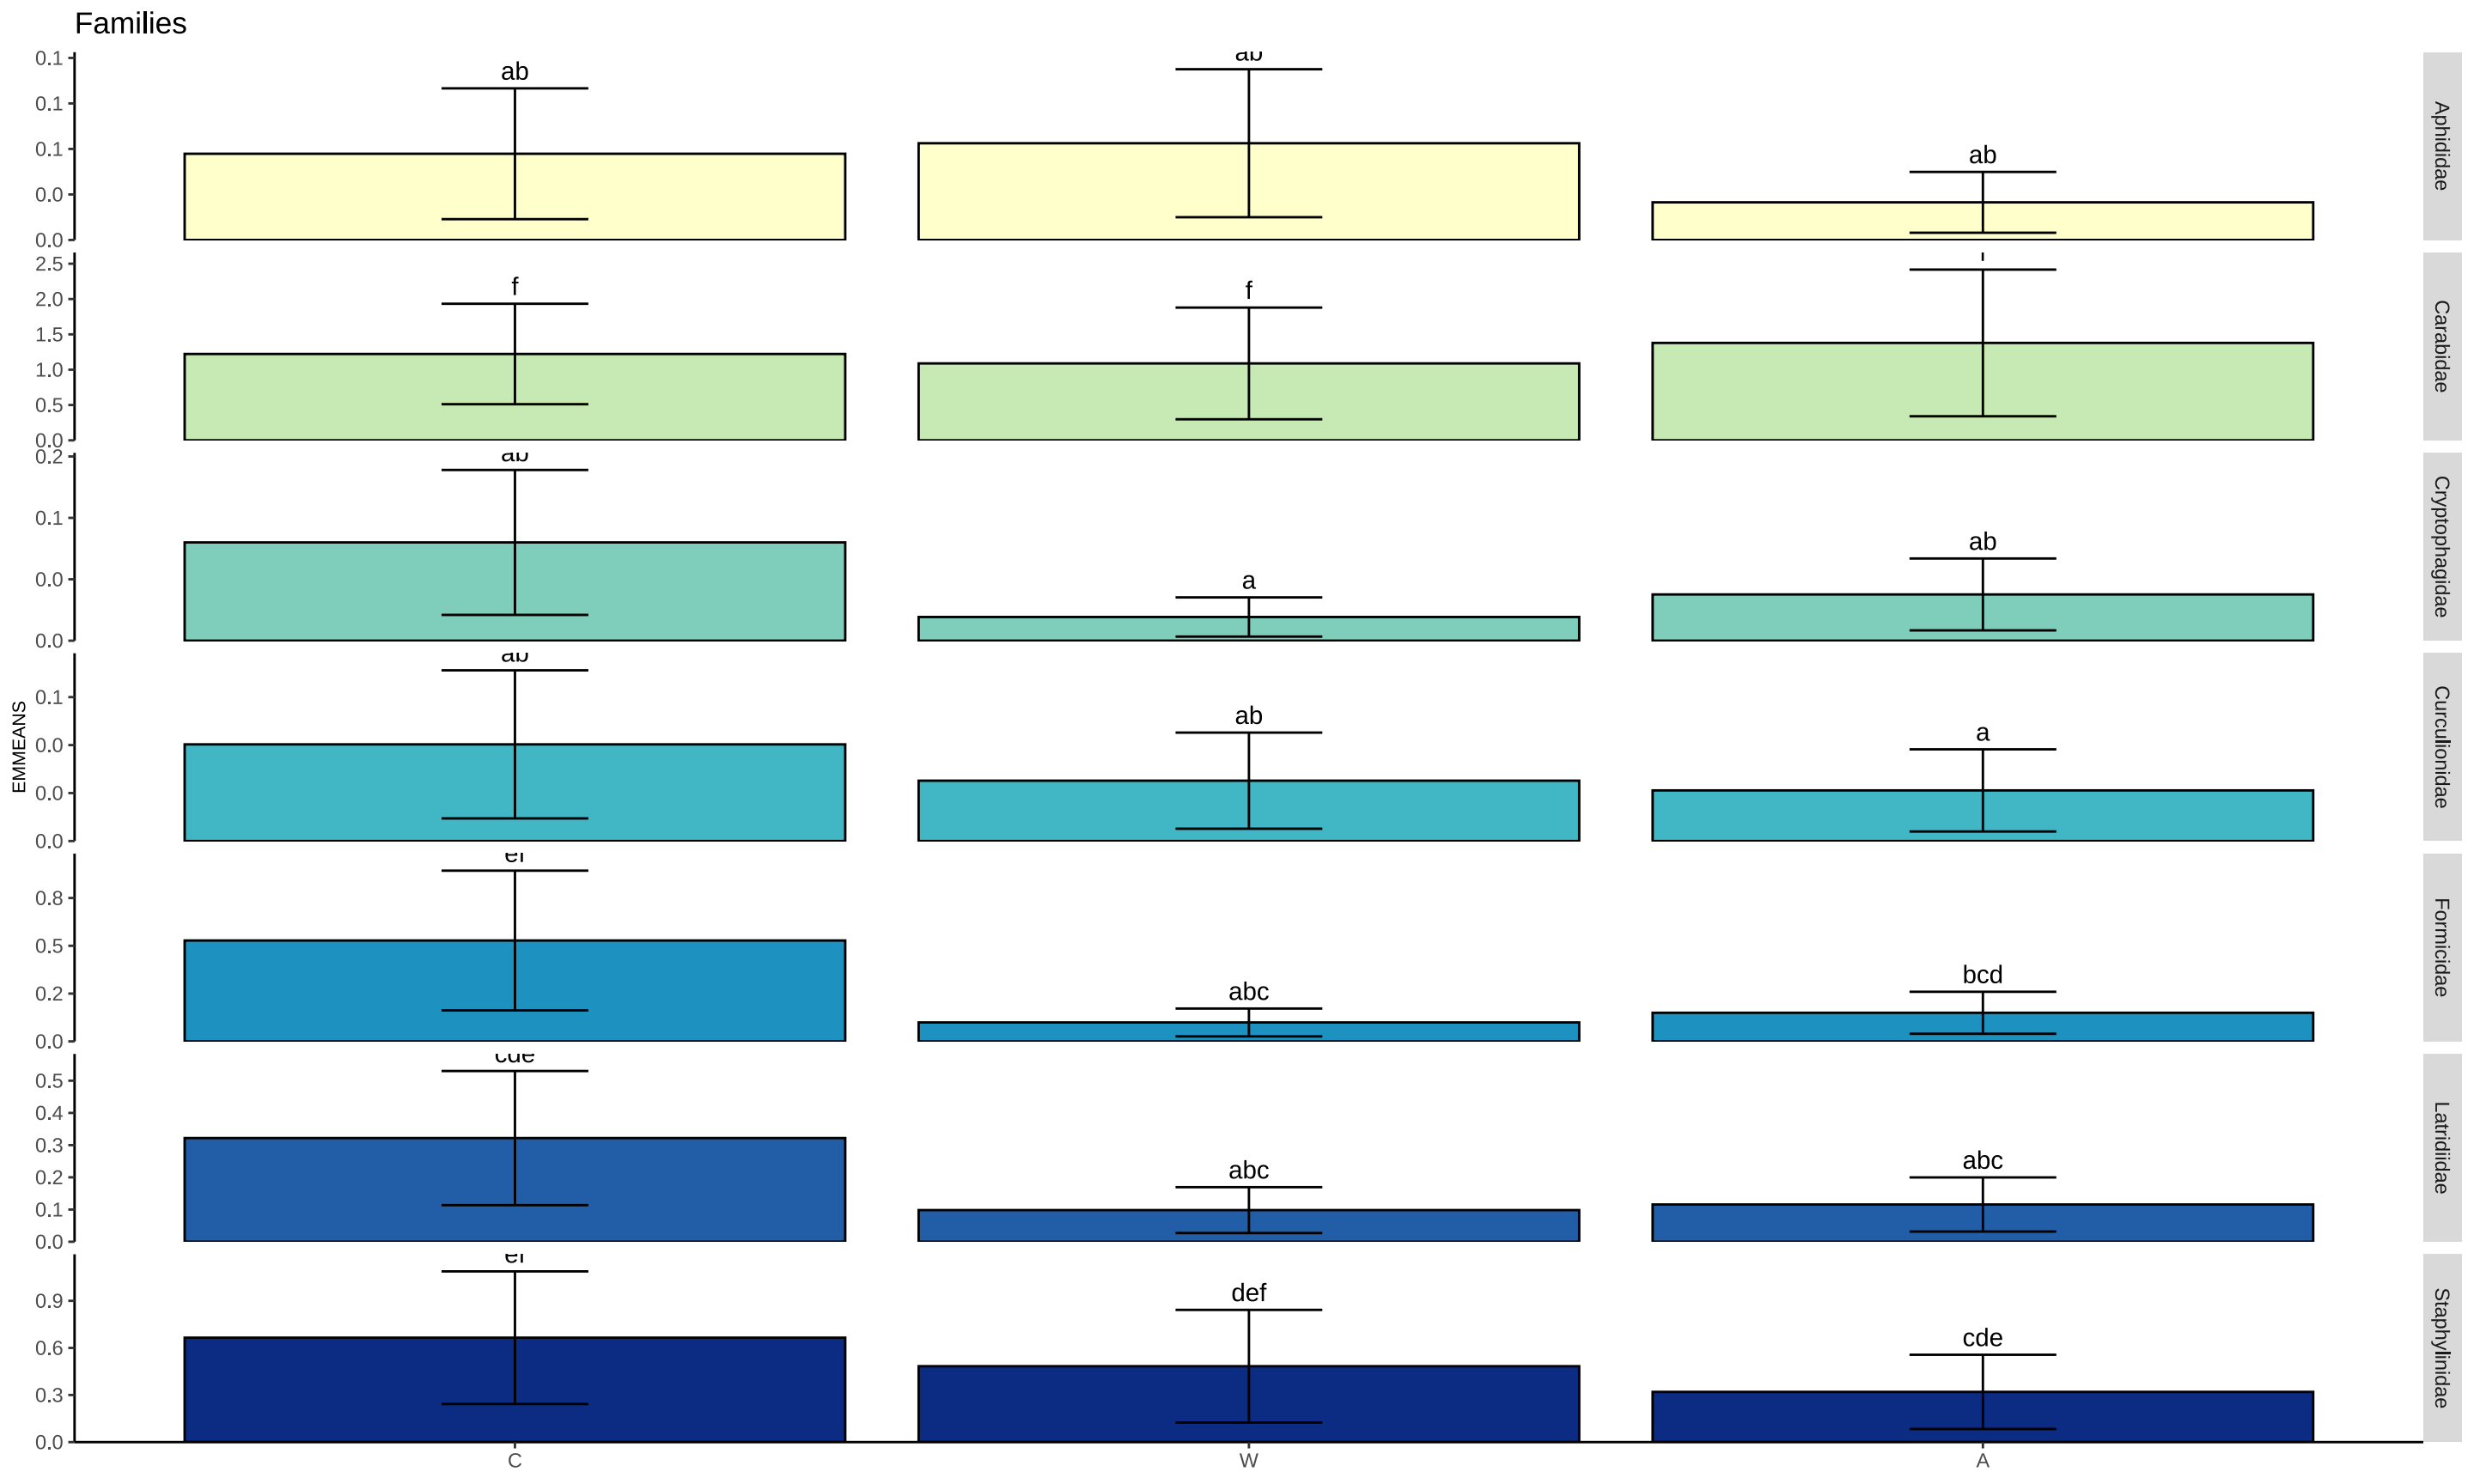 Families
EMMEANS
0.1
0.1
0.1
0.0
0.0
ab
ab
ab
Aphididae
2.5
2.0
1.5
1.0
0.5
0.0
f
f
Carabidae
0.2
0.1
0.0
0.0
ab
a
ab
Cryptophagidae
0.1
0.0
0.0
0.0
ab
ab
a
Curculionidae
0.8
0.5
0.2
0.0
abc
bcd
Formicidae
0.5
0.4
0.3
0.2
0.1
0.0
cde
abc
abc
Latridiidae
0.9
0.6
0.3
0.0
def
cde
Staphylinidae
C
W
A